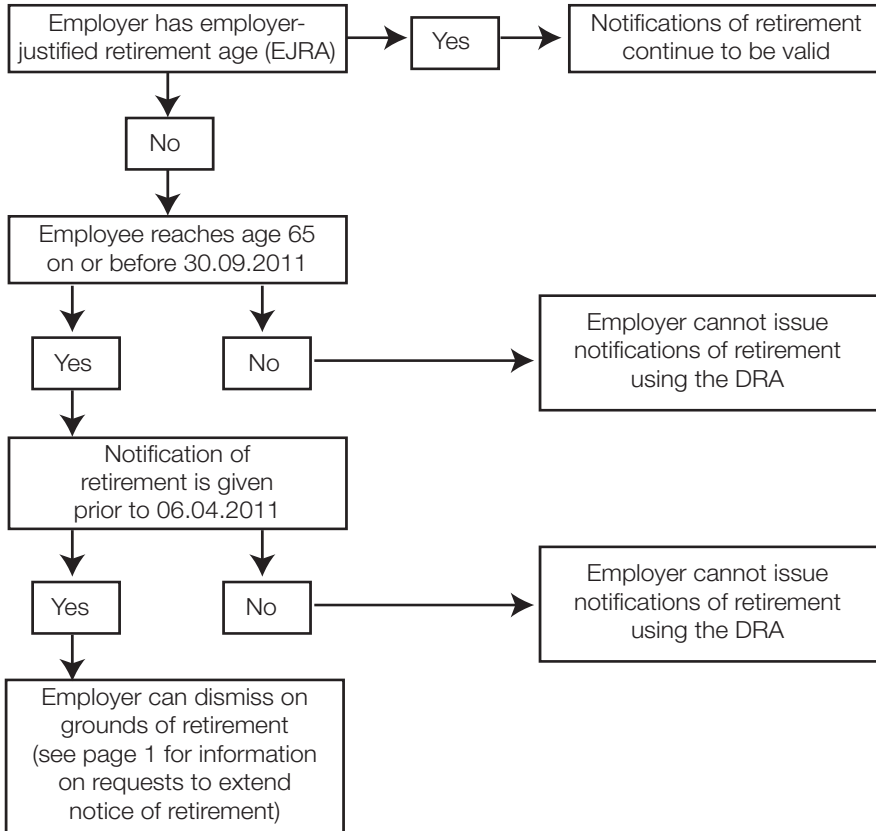 Employer has employer-
justified retirement age (EJRA)
Yes
Notifications of retirement
continue to be valid
No
Employee reaches age 65
on or before 30.09.2011
Yes
No
Employer cannot issue
notifications of retirement
using the DRA
Notification of
retirement is given
prior to 06.04.2011
Yes
No
Employer cannot issue
notifications of retirement
using the DRA
Employer can dismiss on
grounds of retirement
(see page 1 for information
on requests to extend
notice of retirement)